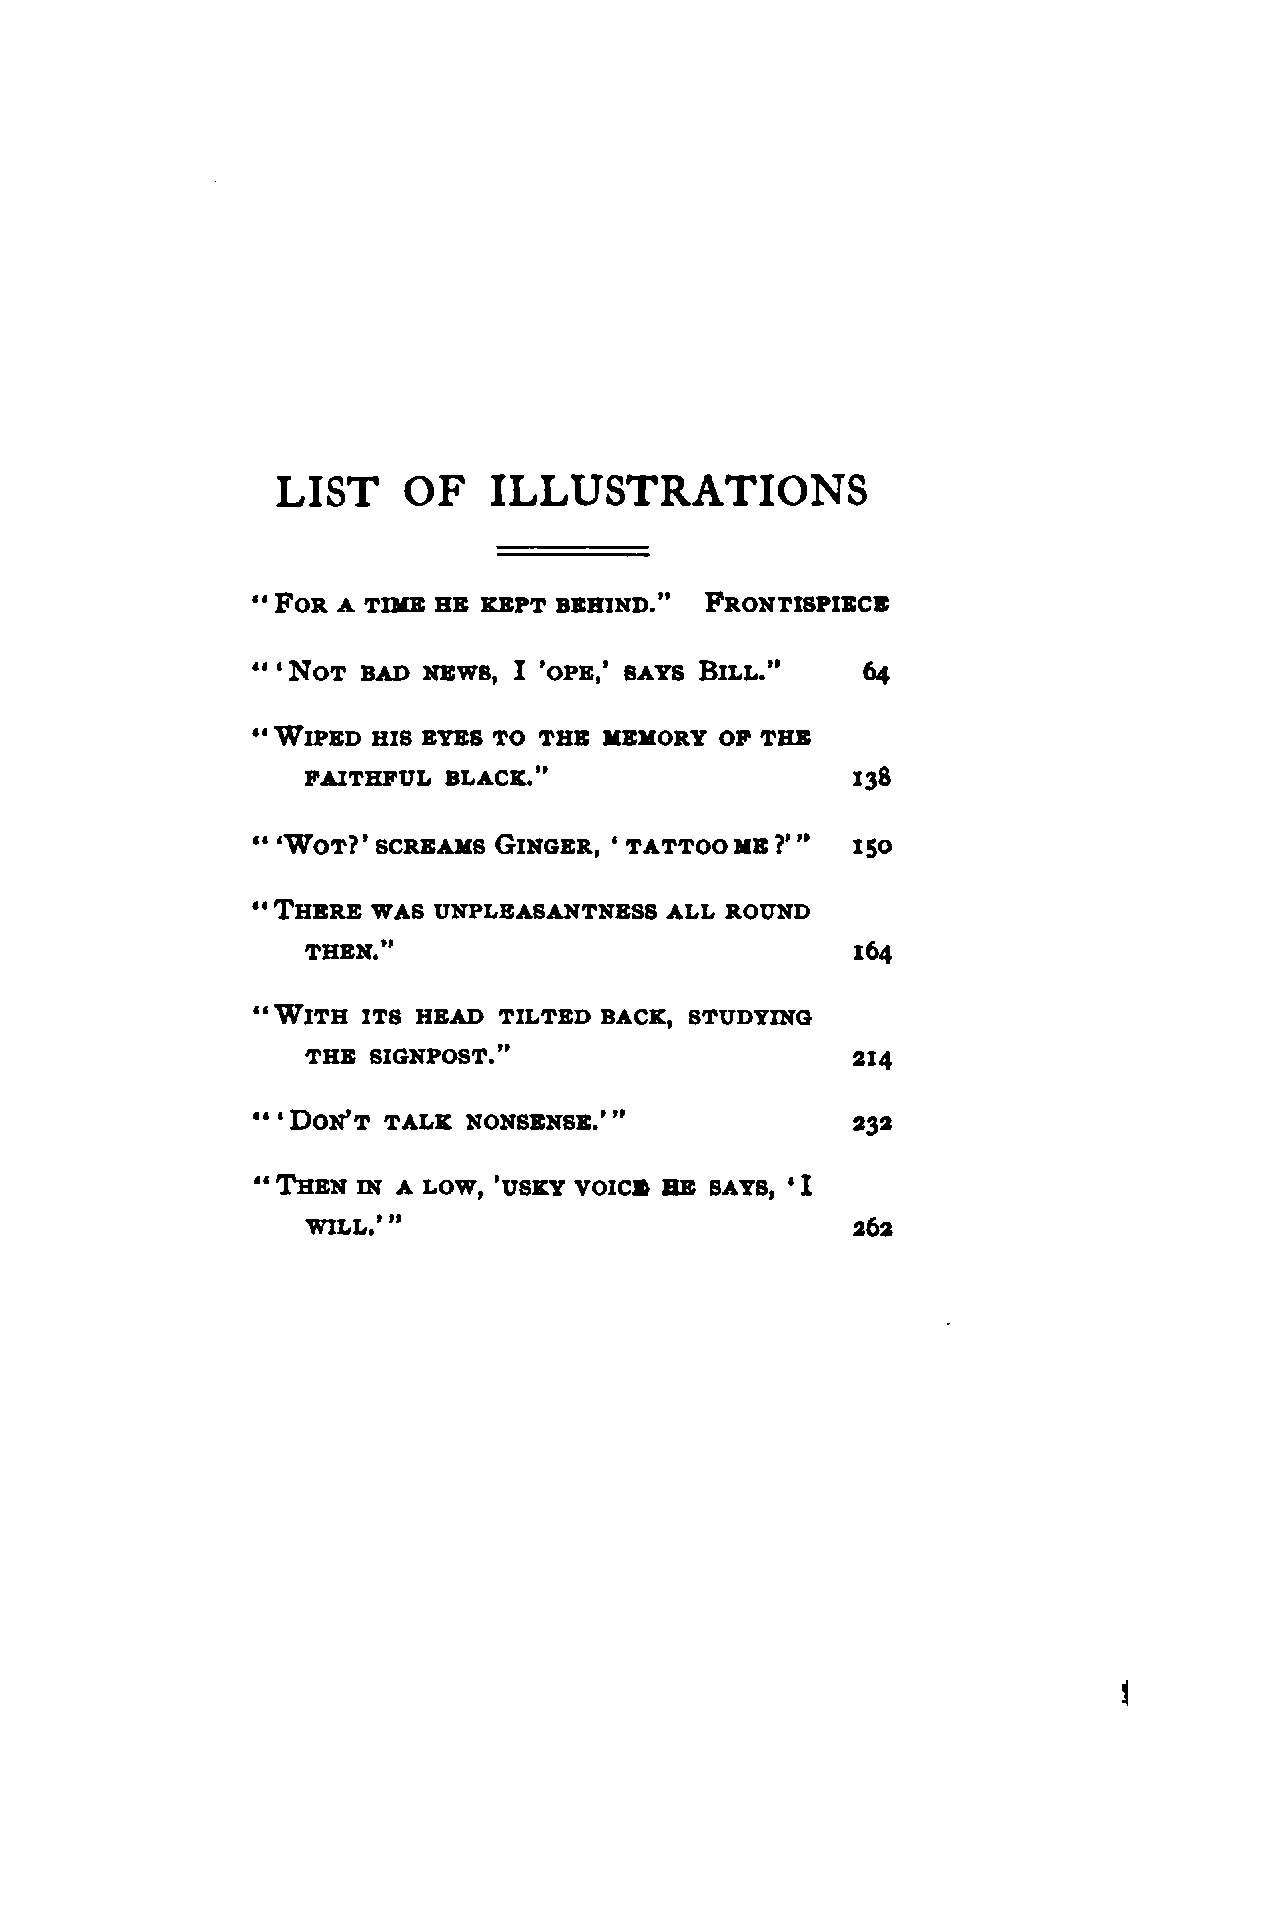 LIST OF ILLUSTRATIONS
"For a time he kept behind." Frontispiece
"'Not bad news, I 'ope,' says Bill." 64
"Wiped his eyes to the memory of the
faithful black." 138
"'Wot?' screams Ginger, 'tattoo me?'" 150
"There was unpleasantness all round
then." 164
"With its head tilted back, studying
the signpost." 214
"'Don't talk nonsense.'" 232
"Then in a low, 'usky voice he says, 'I
will.'" 262